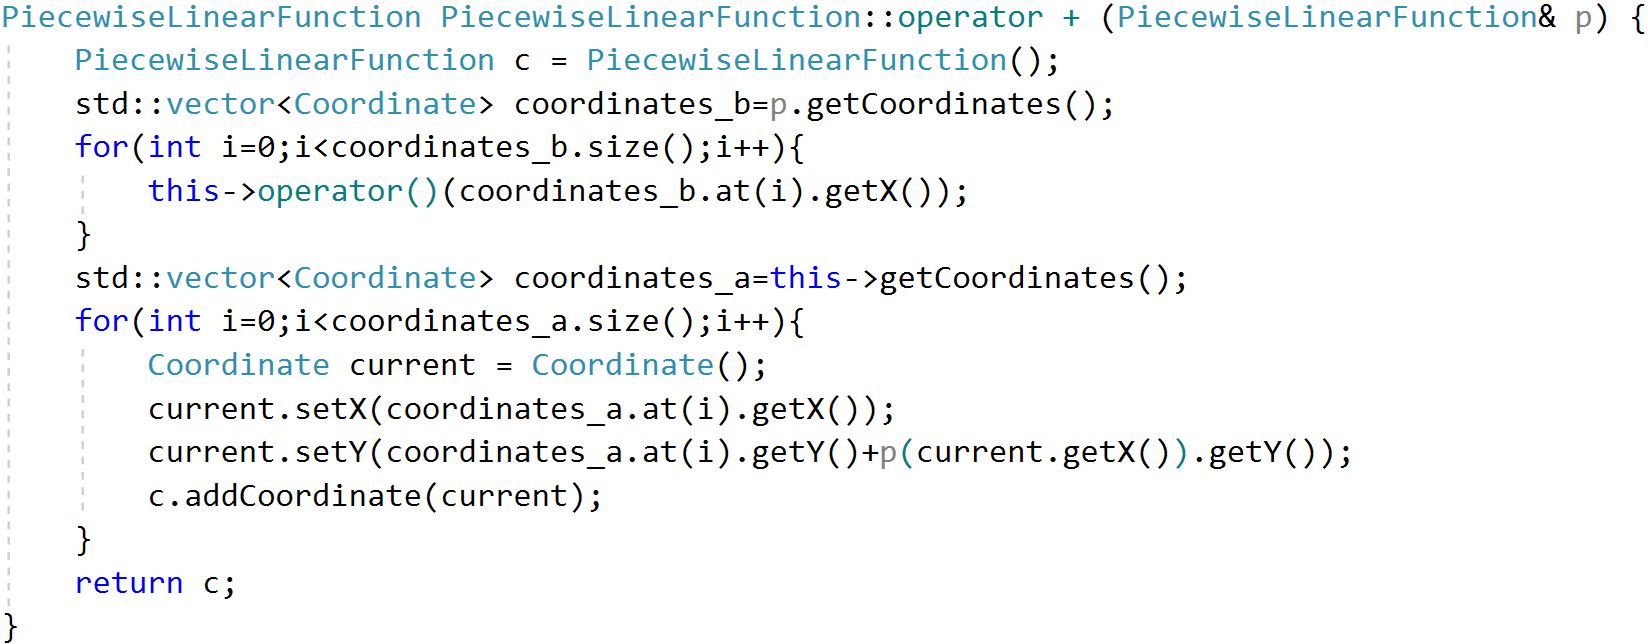 PiecewiseLinearFunction PiecewiseLinearFunction::operator + (PiecewiseLinearFunction& p) {
    PiecewiseLinearFunction c = PiecewiseLinearFunction();
    std::vector<Coordinate> coordinates_b=p.getCoordinates();
    for(int i=0;i<coordinates_b.size();i++){
        this->operator()(coordinates_b.at(i).getX());
    }
    std::vector<Coordinate> coordinates_a=this->getCoordinates();
    for(int i=0;i<coordinates_a.size();i++){
        Coordinate current = Coordinate();
        current.setX(coordinates_a.at(i).getX());
        current.setY(coordinates_a.at(i).getY()+p(current.getX()).getY());
        c.addCoordinate(current);
    }
    return c;
}